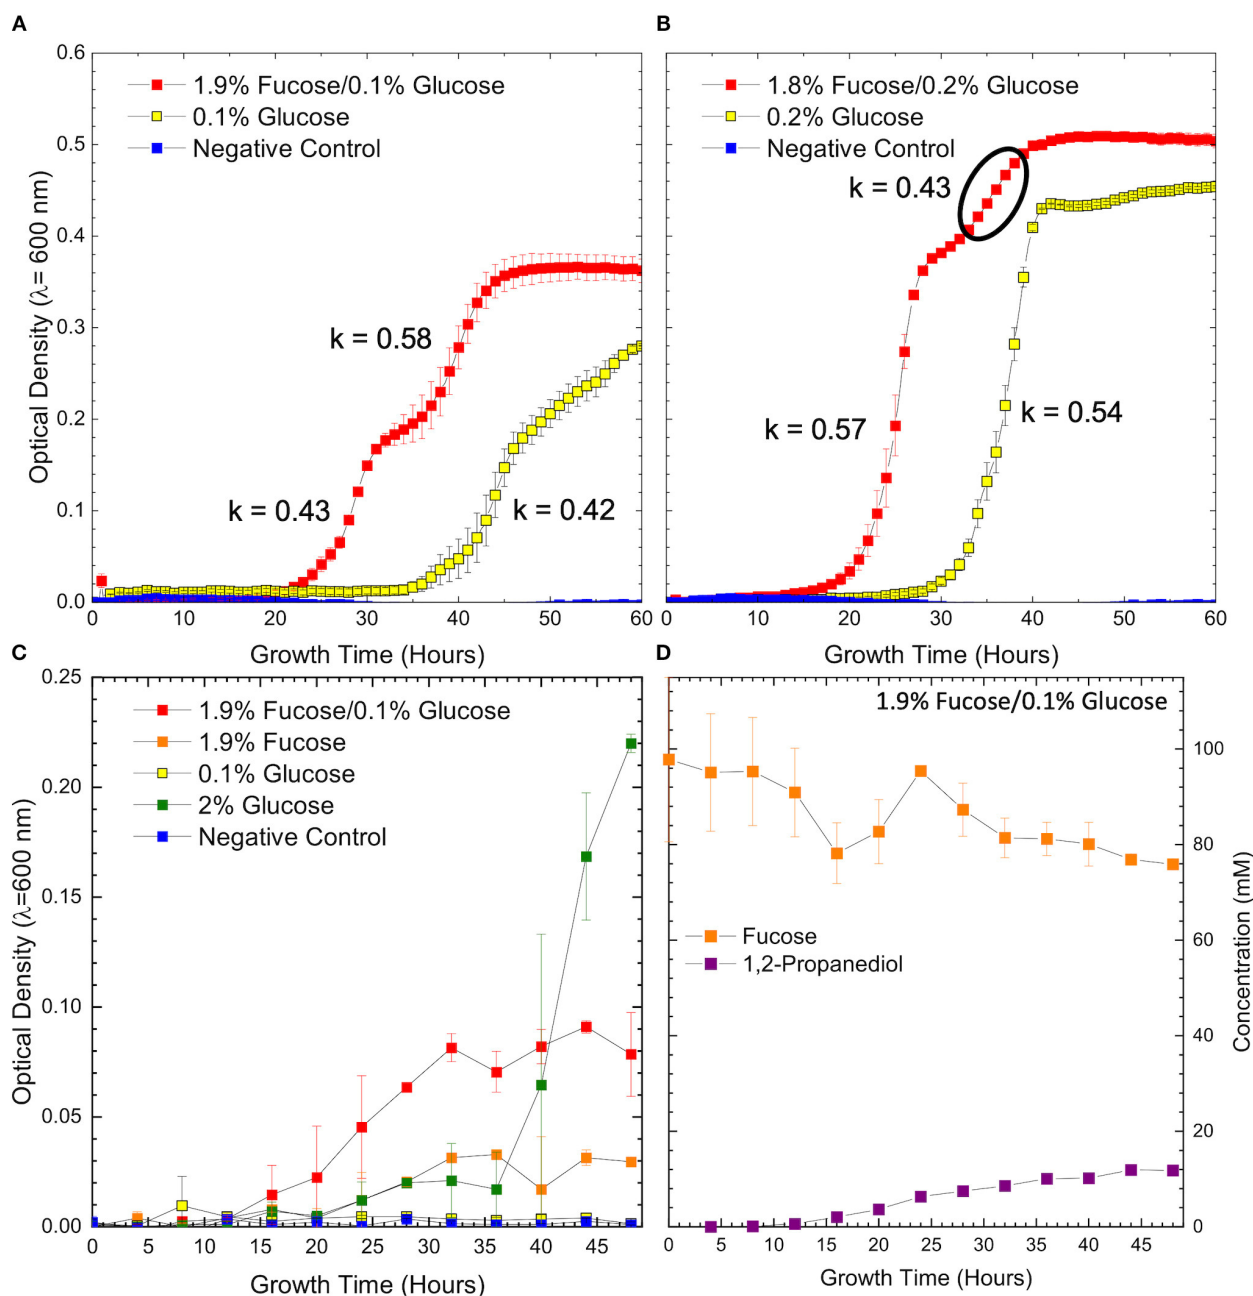 A
0.6
0.5
0.4
0.3
0.2
0.1
0.0
Optical Density (λ= 600 nm)
1.9% Fucose/0.1% Glucose
0.1% Glucose
Negative Control
k = 0.58
k = 0.43
k = 0.42
0 10 20 30 40 50 60
Growth Time (Hours)
B
1.8% Fucose/0.2% Glucose
0.2% Glucose
Negative Control
k = 0.43
k = 0.57
k = 0.54
0 10 20 30 40 50 60
Growth Time (Hours)
C
0.25
0.20
0.15
0.10
0.05
0.00
Optical Density (λ=600 nm)
1.9% Fucose/0.1% Glucose
1.9% Fucose
0.1% Glucose
2% Glucose
Negative Control
0 5 10 15 20 25 30 35 40 45
Growth Time (Hours)
D
1.9% Fucose/0.1% Glucose
Fucose
1,2-Propanediol
100
80
60
40
20
0
Concentration (mM)
0 5 10 15 20 25 30 35 40 45
Growth Time (Hours)